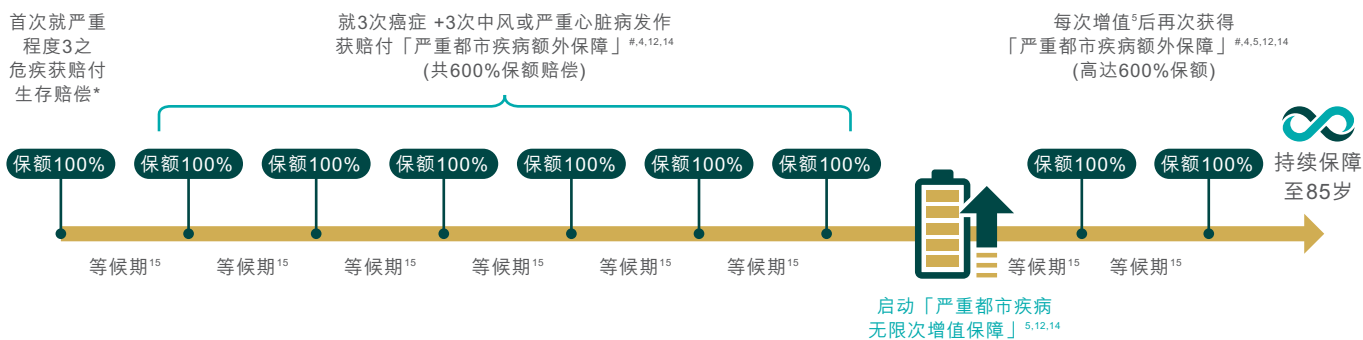 首次就严重
程度3之
危疾获赔付
生存赔偿*
就3次癌症 +3次中风或严重心脏病发作
获赔付「严重都市疾病额外保障」#,4,12,14
(共600%保额赔偿)
每次增值5后再次获得
「严重都市疾病额外保障」#,4,5,12,14
(高达600%保额)
保额100%
保额100%
保额100%
保额100%
保额100%
保额100%
保额100%
保额100%
保额100%
持续保障
至85岁
等候期15
等候期15
等候期15
等候期15
等候期15
等候期15
等候期15
等候期15
启动「严重都市疾病
无限次增值保障」5,12,14